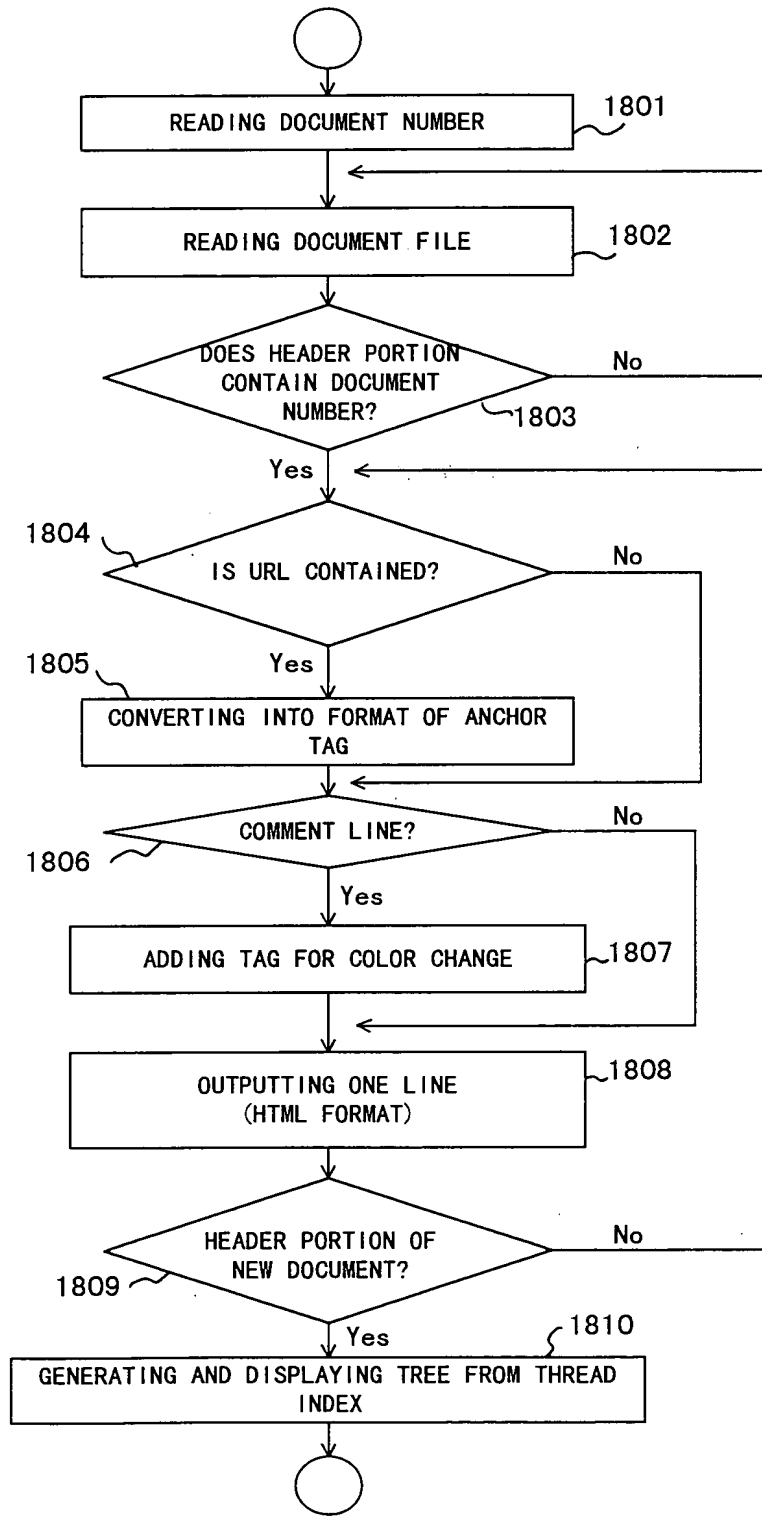 READING DOCUMENT NUMBER
1801
READING DOCUMENT FILE
1802
DOES HEADER PORTION
CONTAIN DOCUMENT
NUMBER?
No
1803
Yes
1804
IS URL CONTAINED?
No
Yes
1805
CONVERTING INTO FORMAT OF ANCHOR
TAG
COMMENT LINE?
No
1806
Yes
ADDING TAG FOR COLOR CHANGE
1807
OUTPUTTING ONE LINE
(HTML FORMAT)
1808
HEADER PORTION OF
NEW DOCUMENT?
No
1809
Yes
1810
GENERATING AND DISPLAYING TREE FROM THREAD
INDEX